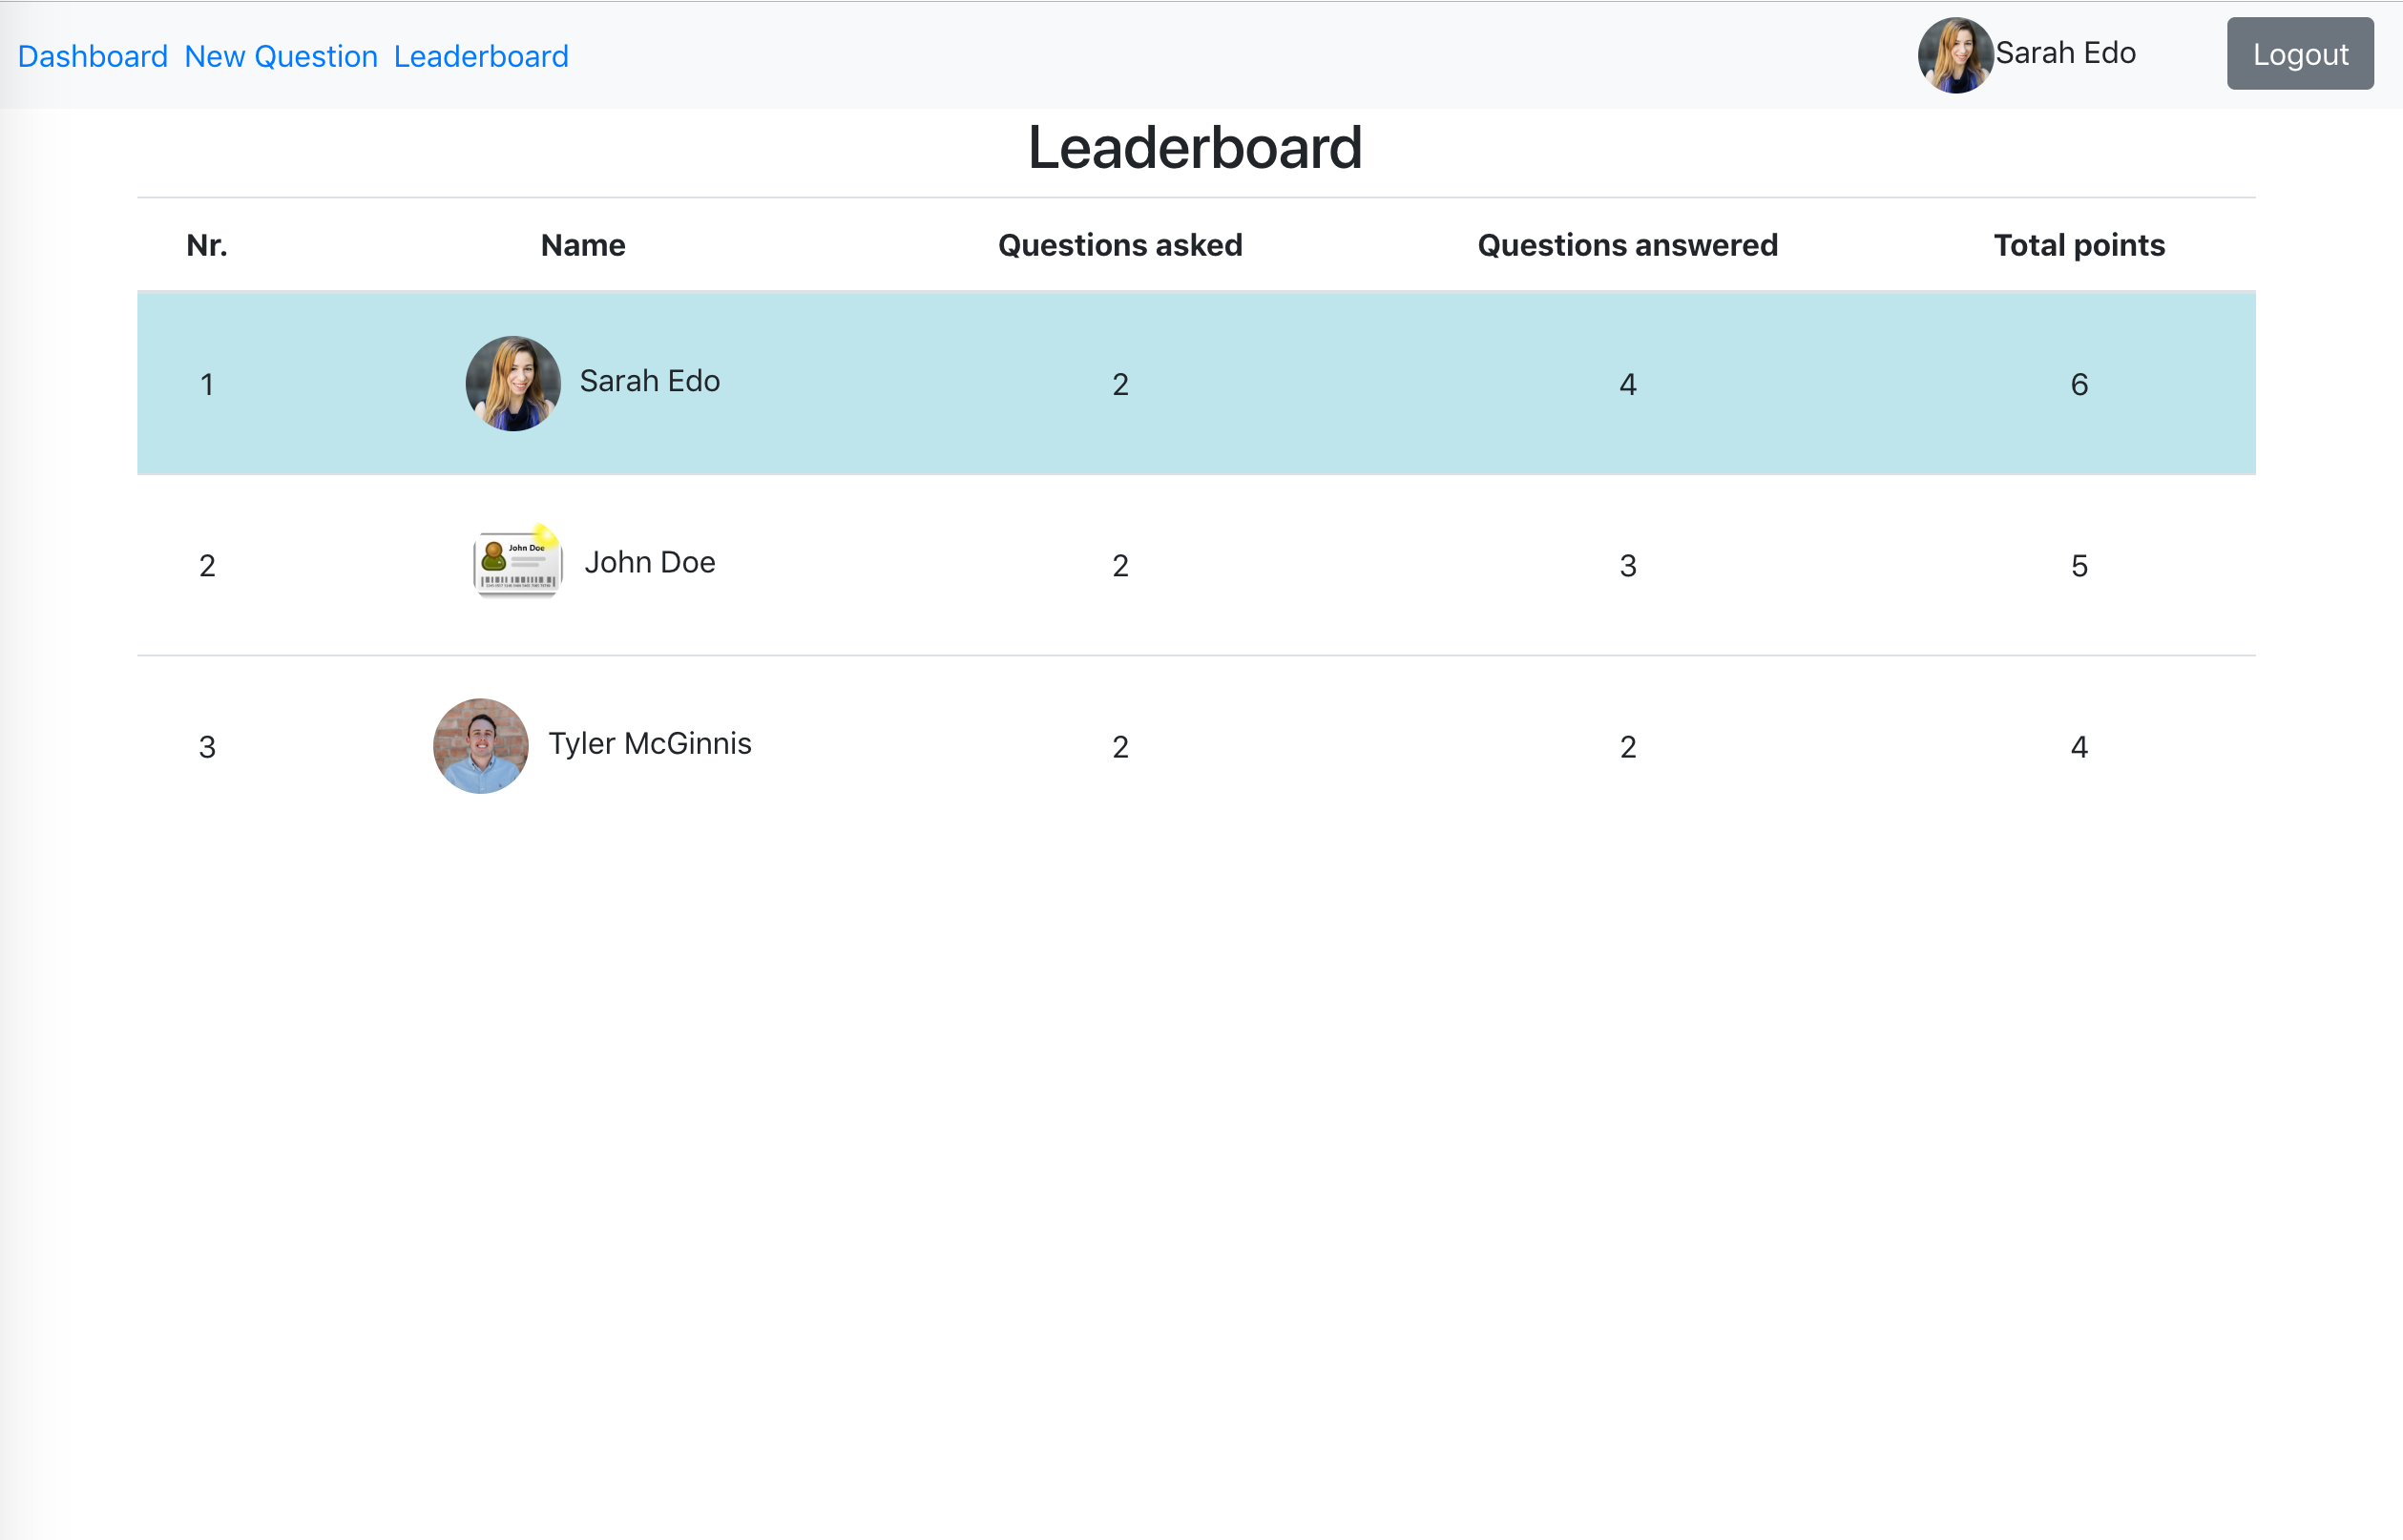 Dashboard New Question Leaderboard Sarah Edo Logout
Leaderboard
Nr. Name Questions asked Questions answered Total points
1 Sarah Edo 2 4 6
John Doe
2 John Doe 2 3 5
3 Tyler McGinnis 2 2 4